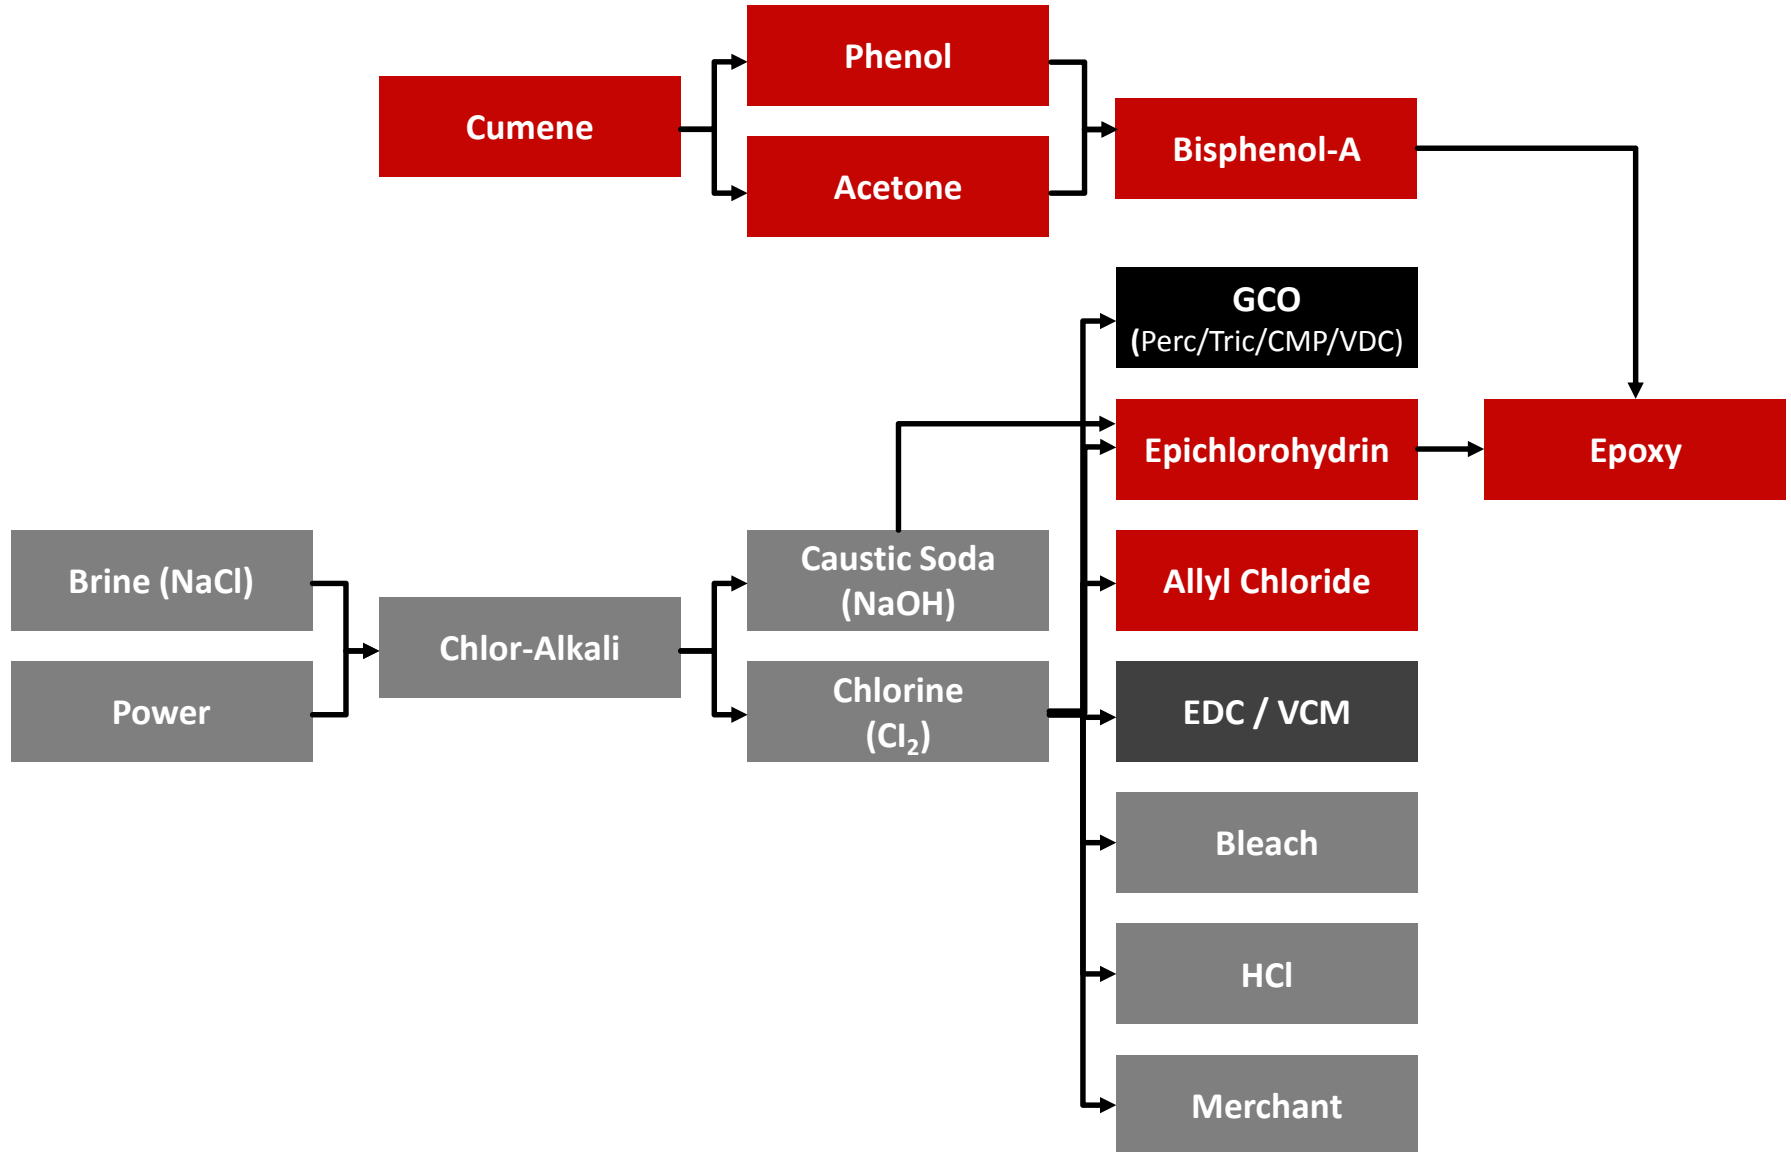 Phenol
Cumene
Acetone
Bisphenol-A
GCO
(Perc/Tric/CMP/VDC)
Epichlorohydrin
Epoxy
Brine (NaCl)
Power
Chlor-Alkali
Caustic Soda
(NaOH)
Chlorine
(Cl₂)
Allyl Chloride
EDC / VCM
Bleach
HCl
Merchant